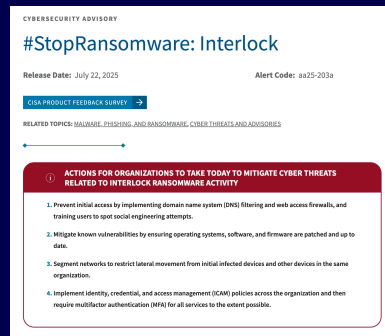 CYBERSECURITY ADVISORY
#StopRansomware: Interlock
Release Date: July 22, 2025 Alert Code: aa25-203a
CISA PRODUCT FEEDBACK SURVEY →
RELATED TOPICS: MALWARE, PHISHING, AND RANSOMWARE, CYBER THREATS AND ADVISORIES
ACTIONS FOR ORGANIZATIONS TO TAKE TODAY TO MITIGATE CYBER THREATS
RELATED TO INTERLOCK RANSOMWARE ACTIVITY
1. Prevent initial access by implementing domain name system (DNS) filtering and web access firewalls, and
training users to spot social engineering attempts.
2. Mitigate known vulnerabilities by ensuring operating systems, software, and firmware are patched and up to
date.
3. Segment networks to restrict lateral movement from initial infected devices and other devices in the same
organization.
4. Implement identity, credential, and access management (ICAM) policies across the organization and then
require multifactor authentication (MFA) for all services to the extent possible.